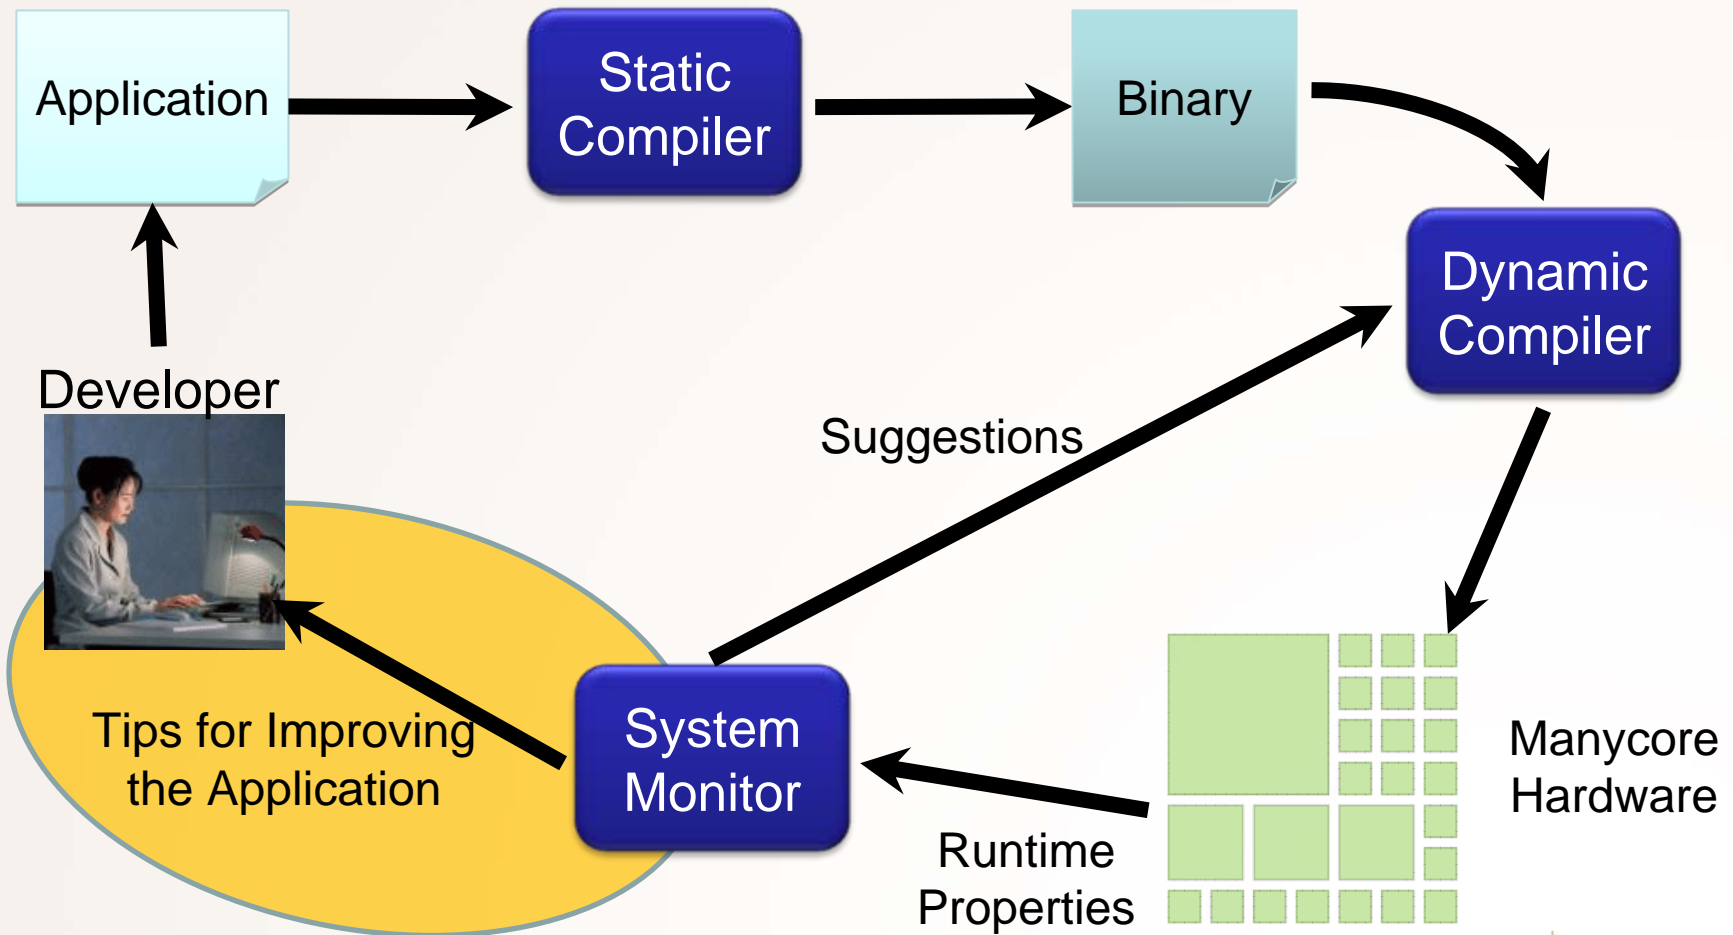 Application
Static
Compiler
Binary
Dynamic
Compiler
Developer
Suggestions
Tips for Improving
the Application
System
Monitor
Manycore
Hardware
Runtime
Properties